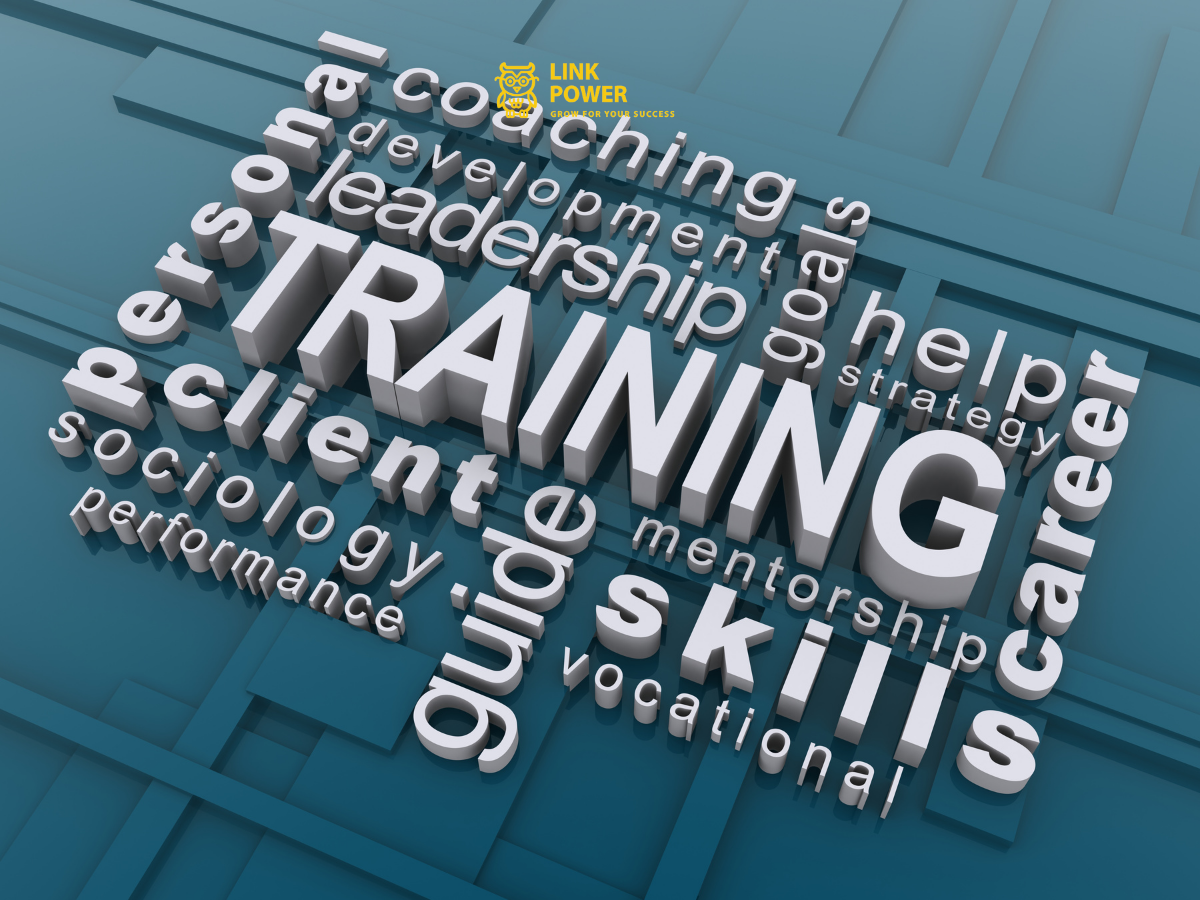 LINK
POWER
GROW FOR YOUR SUCCESS
personal
coaching
development
leadership
goals
TRAINING
help
strategy
career
client
sociology
performance
guide
mentorship
skills
vocational